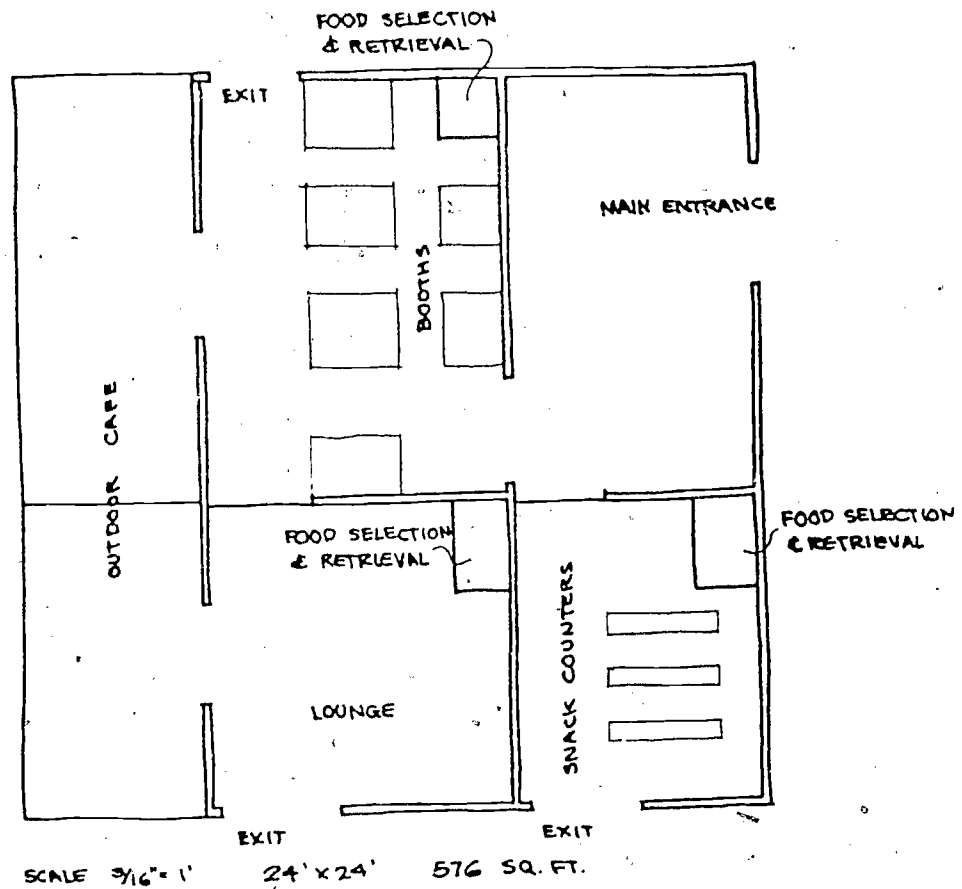 FOOD SELECTION
& RETRIEVAL
EXIT
MAIN ENTRANCE
BOOTHS
OUTDOOR CAFE
FOOD SELECTION
& RETRIEVAL
FOOD SELECTION
& RETRIEVAL
SNACK COUNTERS
LOUNGE
EXIT
EXIT
SCALE 3/16"=1' 24'X24' 576 SQ. FT.